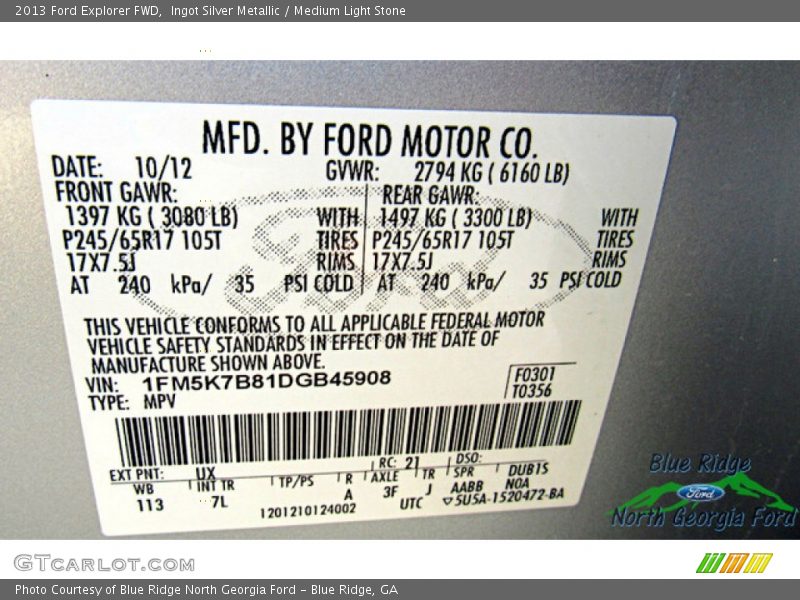 2013 Ford Explorer FWD,  Ingot Silver Metallic / Medium Light Stone
MFD. BY FORD MOTOR CO.
DATE: 10/12 GVWR: 2794 KG ( 6160 LB)
FRONT GAWR: REAR GAWR:
1397 KG ( 3080 LB) WITH 1497 KG ( 3300 LB) WITH
P245/65R17 105T TIRES P245/65R17 105T TIRES
17X7.5J RIMS 17X7.5J RIMS
AT 240 kPa/ 35 PSI COLD AT 240 kPa/ 35 PSI COLD
THIS VEHICLE CONFORMS TO ALL APPLICABLE FEDERAL MOTOR
VEHICLE SAFETY STANDARDS IN EFFECT ON THE DATE OF
MANUFACTURE SHOWN ABOVE.
VIN: 1FM5K7B81DGB45908 F0301
TYPE: MPV T0356
EXT PNT: UX RC: 21 DSO:
WB INT TR TP/PS R AXLE TR SPR DUB1S
113 7L A 3F J AABB NOA
1201210124002 UTC 5U5A-1520472-BA
Ford
Blue Ridge
Ford
North Georgia Ford
GTCARLOT.COM
Photo Courtesy of Blue Ridge North Georgia Ford – Blue Ridge, GA